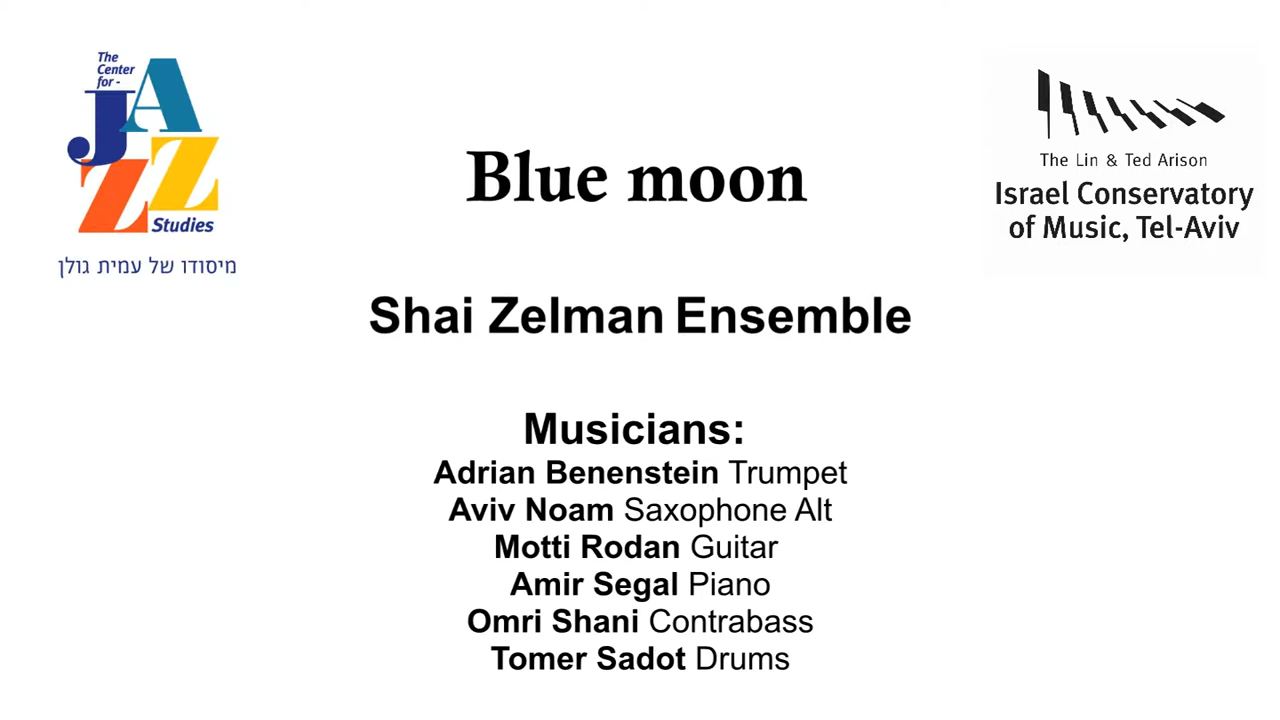 The
Center
for -
JAZZ
Studies
מיסודו של עמית גולן
Blue moon
The Lin & Ted Arison
Israel Conservatory
of Music, Tel-Aviv
Shai Zelman Ensemble
Musicians:
Adrian Benenstein Trumpet
Aviv Noam Saxophone Alt
Motti Rodan Guitar
Amir Segal Piano
Omri Shani Contrabass
Tomer Sadot Drums